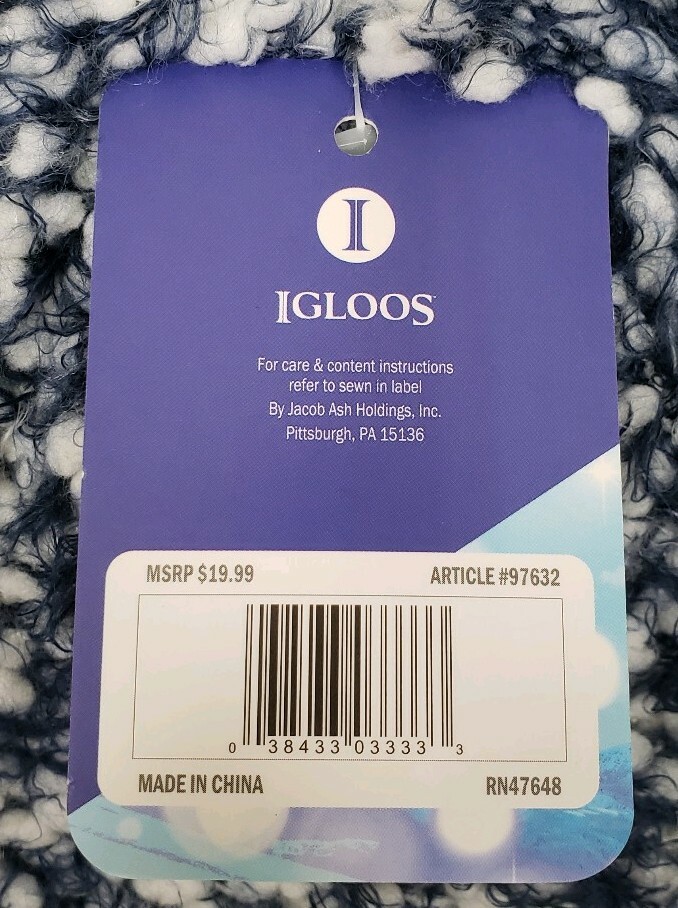 I
IGLOOS
For care & content instructions
refer to sewn in label
By Jacob Ash Holdings, Inc.
Pittsburgh, PA 15136
MSRP $19.99 ARTICLE #97632
0 38433 03333 3
MADE IN CHINA RN47648